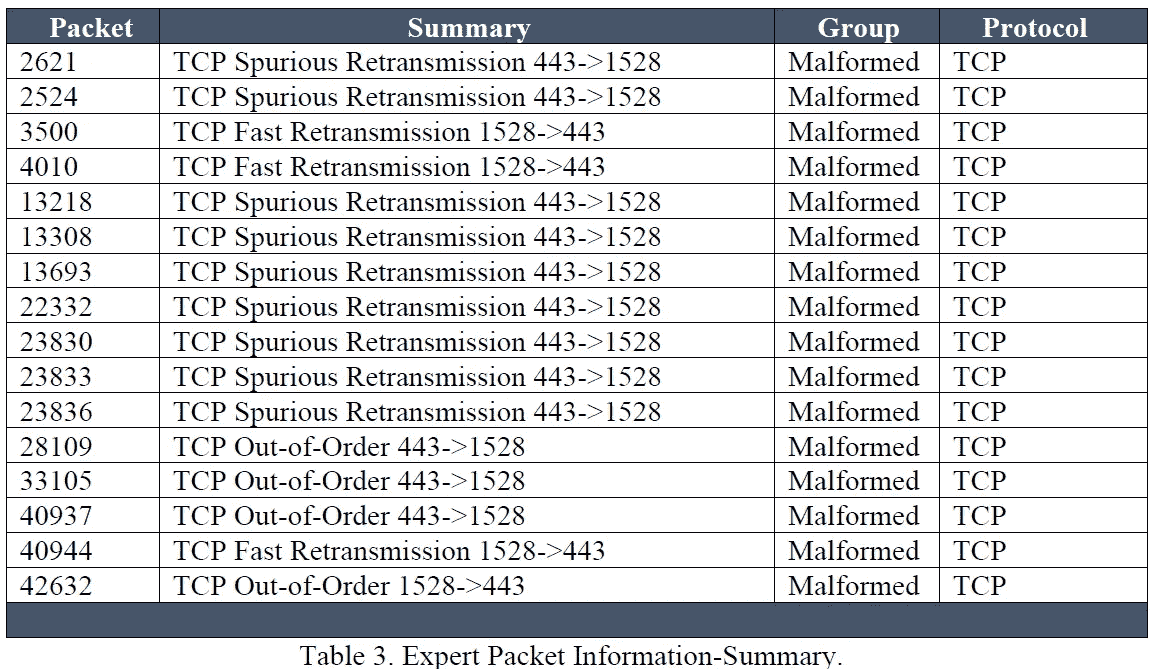 Packet Summary Group Protocol
2621 TCP Spurious Retransmission 443->1528 Malformed TCP
2524 TCP Spurious Retransmission 443->1528 Malformed TCP
3500 TCP Fast Retransmission 1528->443 Malformed TCP
4010 TCP Fast Retransmission 1528->443 Malformed TCP
13218 TCP Spurious Retransmission 443->1528 Malformed TCP
13308 TCP Spurious Retransmission 443->1528 Malformed TCP
13693 TCP Spurious Retransmission 443->1528 Malformed TCP
22332 TCP Spurious Retransmission 443->1528 Malformed TCP
23830 TCP Spurious Retransmission 443->1528 Malformed TCP
23833 TCP Spurious Retransmission 443->1528 Malformed TCP
23836 TCP Spurious Retransmission 443->1528 Malformed TCP
28109 TCP Out-of-Order 443->1528 Malformed TCP
33105 TCP Out-of-Order 443->1528 Malformed TCP
40937 TCP Out-of-Order 443->1528 Malformed TCP
40944 TCP Fast Retransmission 1528->443 Malformed TCP
42632 TCP Out-of-Order 1528->443 Malformed TCP
Table 3. Expert Packet Information-Summary.